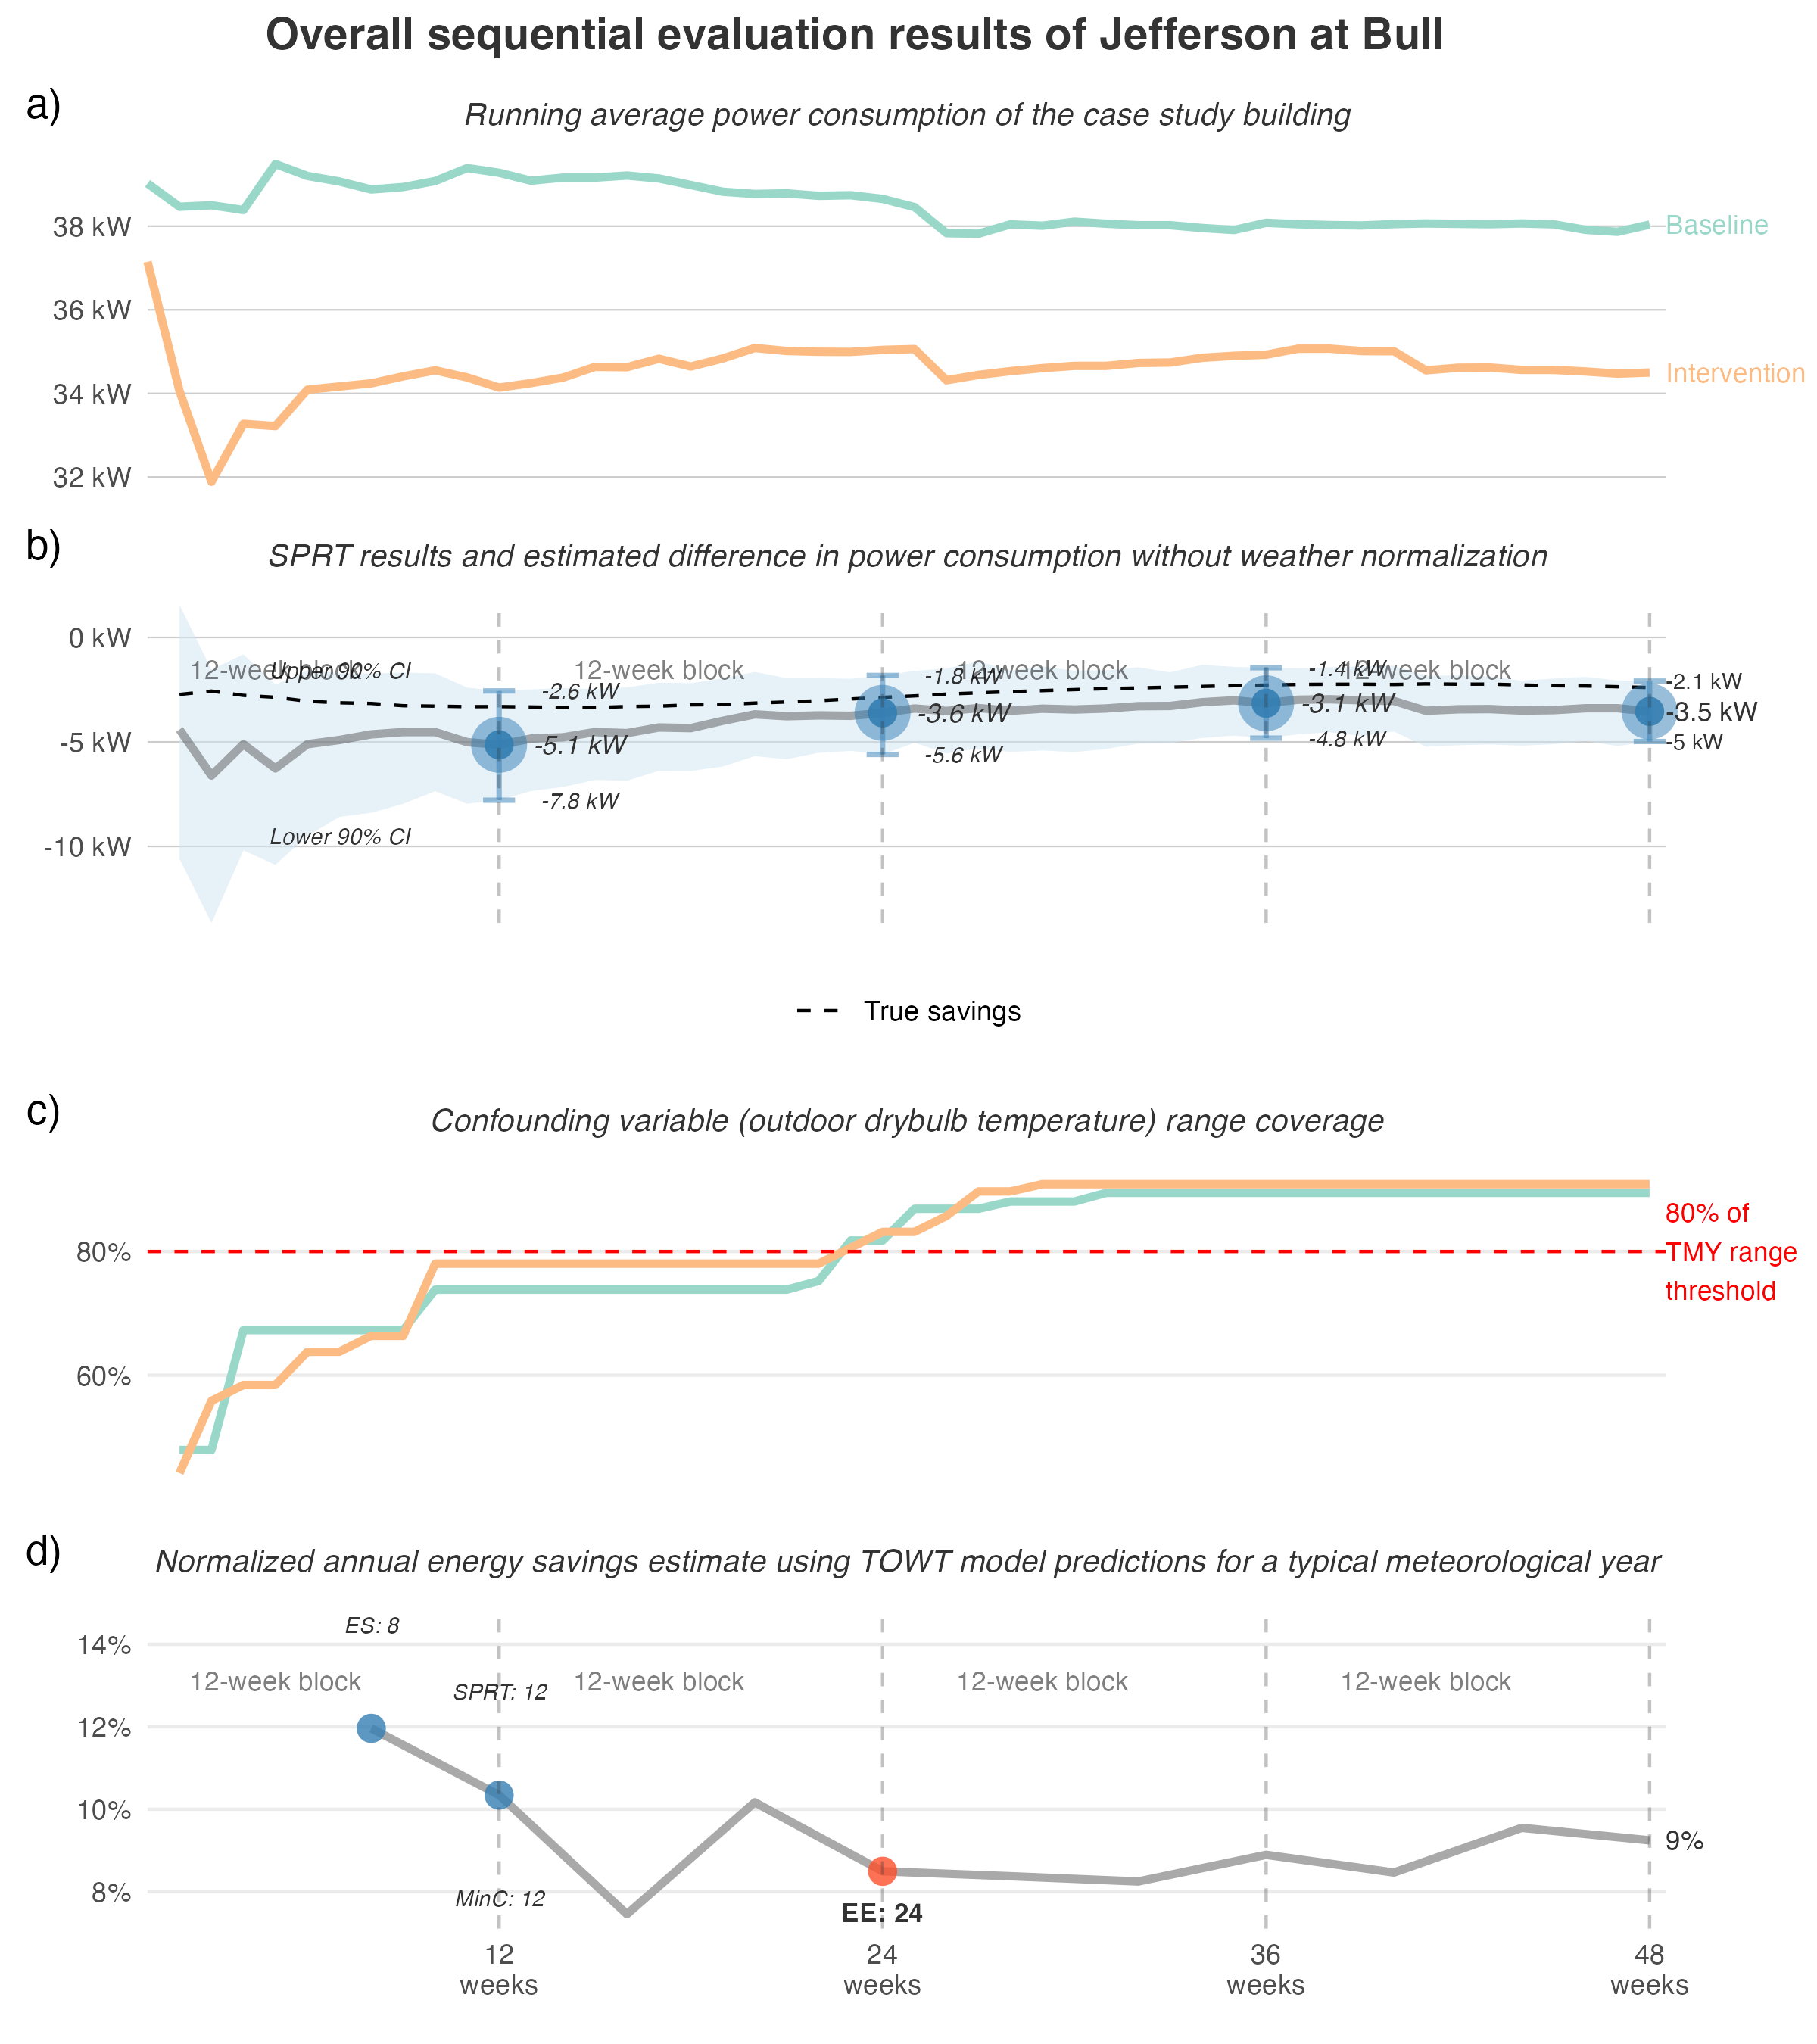 Overall sequential evaluation results of Jefferson at Bull
a)
Running average power consumption of the case study building
38 kW
36 kW
34 kW
32 kW
Baseline
Intervention
b)
SPRT results and estimated difference in power consumption without weather normalization
0 kW
-5 kW
-10 kW
12-week block
12-week block
12-week block
12-week block
Upper 90% CI
Lower 90% CI
-2.6 kW
-5.1 kW
-7.8 kW
-1.8 kW
-3.6 kW
-5.6 kW
-1.4 kW
-3.1 kW
-4.8 kW
-2.1 kW
-3.5 kW
-5 kW
True savings
c)
Confounding variable (outdoor drybulb temperature) range coverage
80%
60%
80% of
TMY range
threshold
d)
Normalized annual energy savings estimate using TOWT model predictions for a typical meteorological year
14%
12%
10%
8%
ES: 8
12-week block
12-week block
12-week block
12-week block
SPRT: 12
MinC: 12
EE: 24
9%
12
weeks
24
weeks
36
weeks
48
weeks